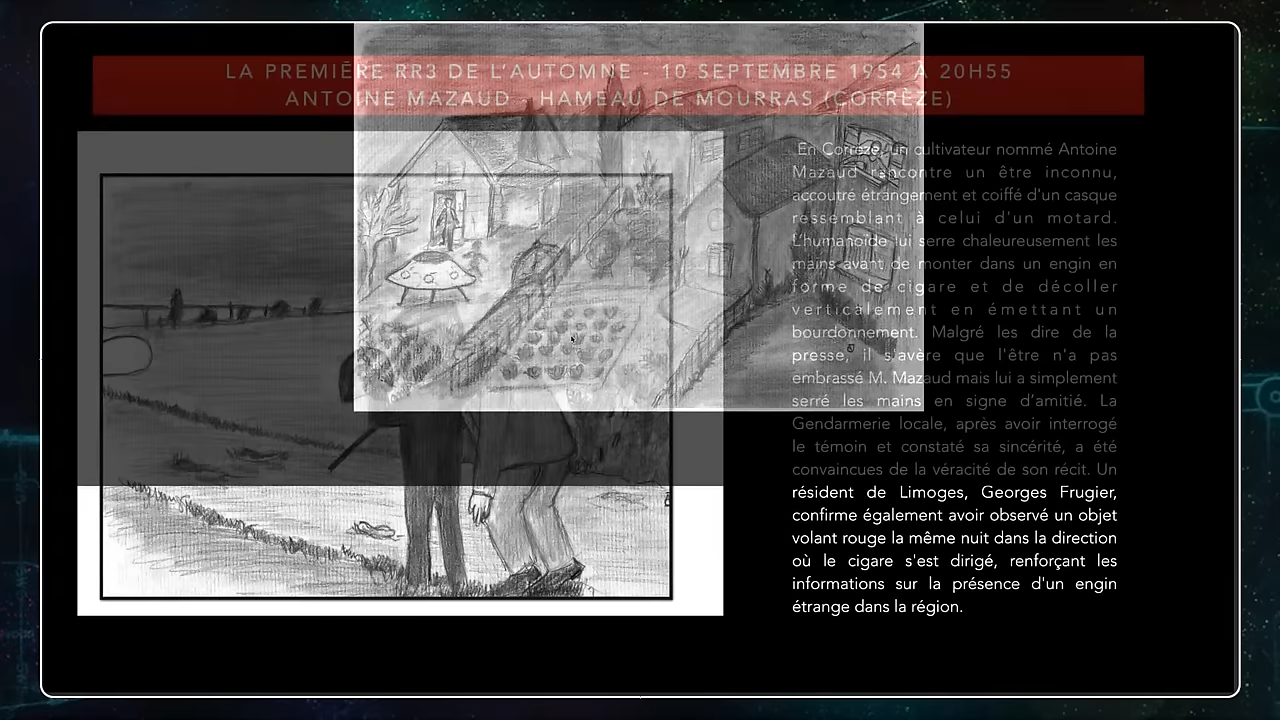 LA PREMIÈRE RR3 DE L'AUTOMNE - 10 SEPTEMBRE 1954 À 20H55
ANTOINE MAZAUD - HAMEAU DE MOURRAS (CORRÈZE)
En Corrèze, un cultivateur nommé Antoine
Mazaud rencontre un être inconnu,
accoutré étrangement et coiffé d'un casque
ressemblant à celui d'un motard.
L'humanoïde lui serre chaleureusement les
mains avant de monter dans un engin en
forme de cigare et de décoller
verticalement en émettant un
bourdonnement. Malgré les dire de la
presse, il s'avère que l'être n'a pas
embrassé M. Mazaud mais lui a simplement
serré les mains en signe d'amitié. La
Gendarmerie locale, après avoir interrogé
le témoin et constaté sa sincérité, a été
convaincues de la véracité de son récit. Un
résident de Limoges, Georges Frugier,
confirme également avoir observé un objet
volant rouge la même nuit dans la direction
où le cigare s'est dirigé, renforçant les
informations sur la présence d'un engin
étrange dans la région.